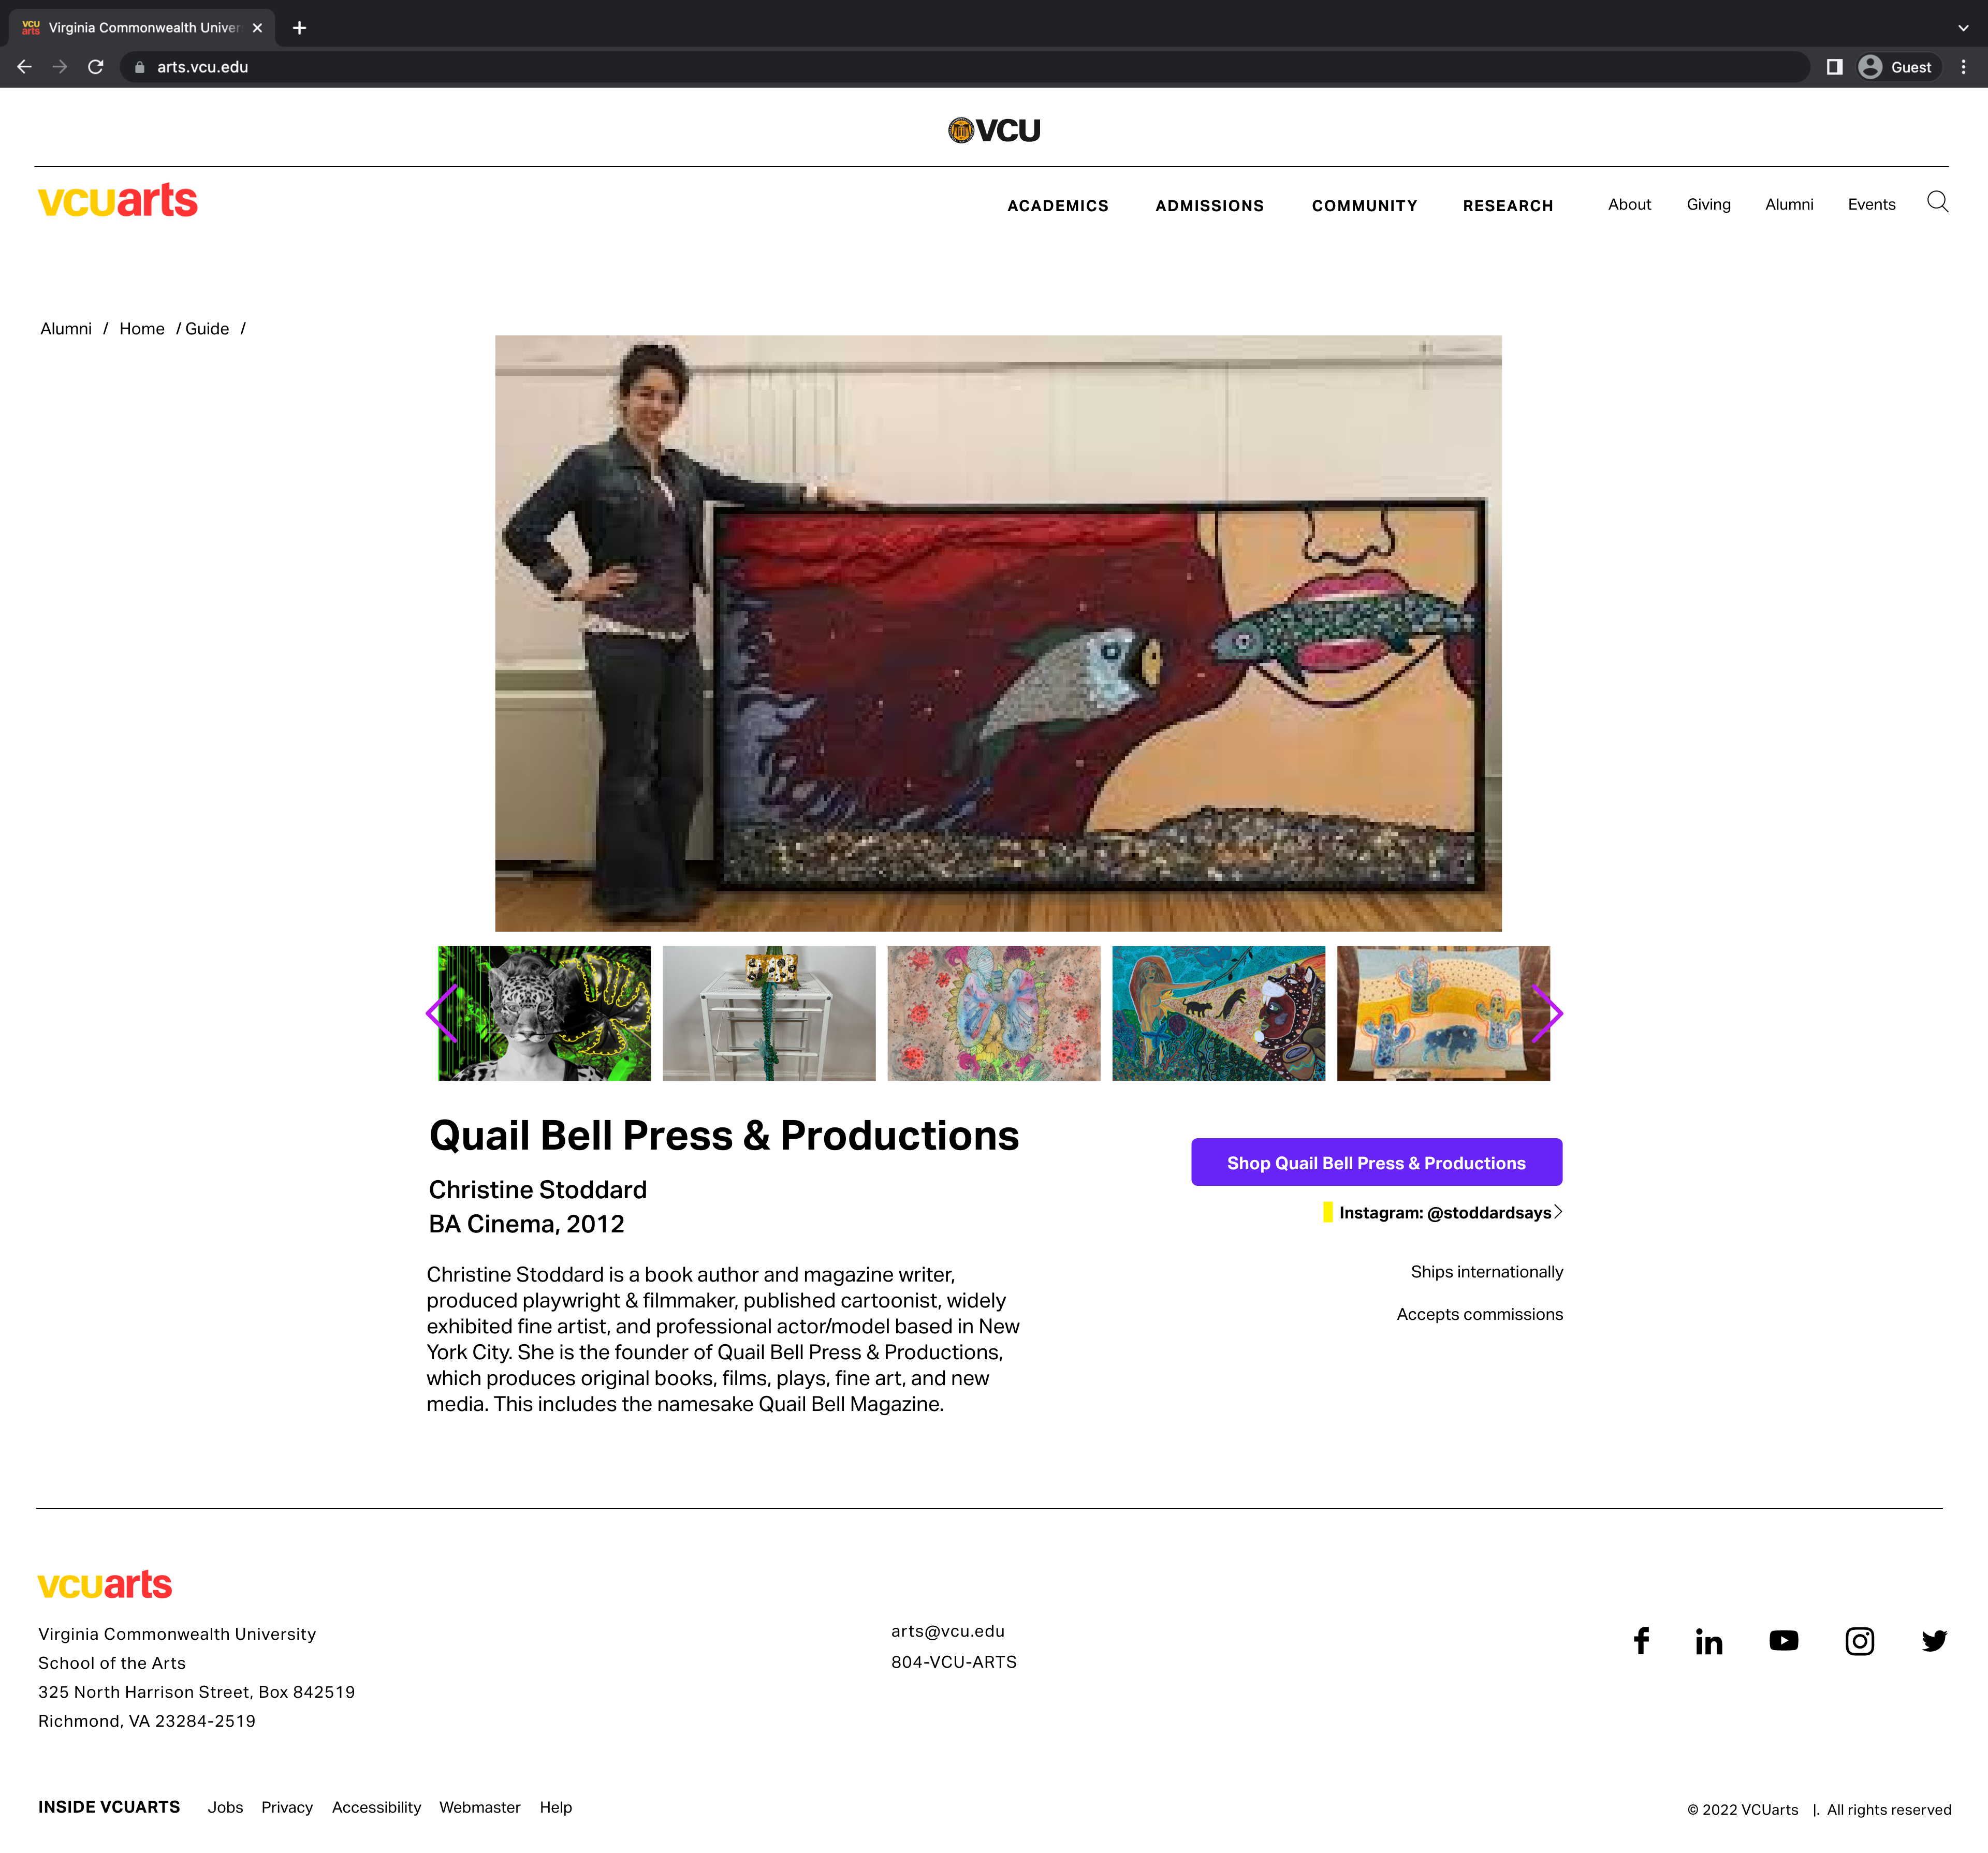 vcu arts Virginia Commonwealth Univer
arts.vcu.edu
Guest
VCU
vcuarts
ACADEMICS ADMISSIONS COMMUNITY RESEARCH About Giving Alumni Events
Alumni / Home / Guide /
Quail Bell Press & Productions
Shop Quail Bell Press & Productions
Christine Stoddard
BA Cinema, 2012
Instagram: @stoddardsays
Christine Stoddard is a book author and magazine writer,
produced playwright & filmmaker, published cartoonist, widely
exhibited fine artist, and professional actor/model based in New
York City. She is the founder of Quail Bell Press & Productions,
which produces original books, films, plays, fine art, and new
media. This includes the namesake Quail Bell Magazine.
Ships internationally
Accepts commissions
vcuarts
Virginia Commonwealth University
School of the Arts
325 North Harrison Street, Box 842519
Richmond, VA 23284-2519
arts@vcu.edu
804-VCU-ARTS
f in
INSIDE VCUARTS Jobs Privacy Accessibility Webmaster Help
© 2022 VCUarts |. All rights reserved